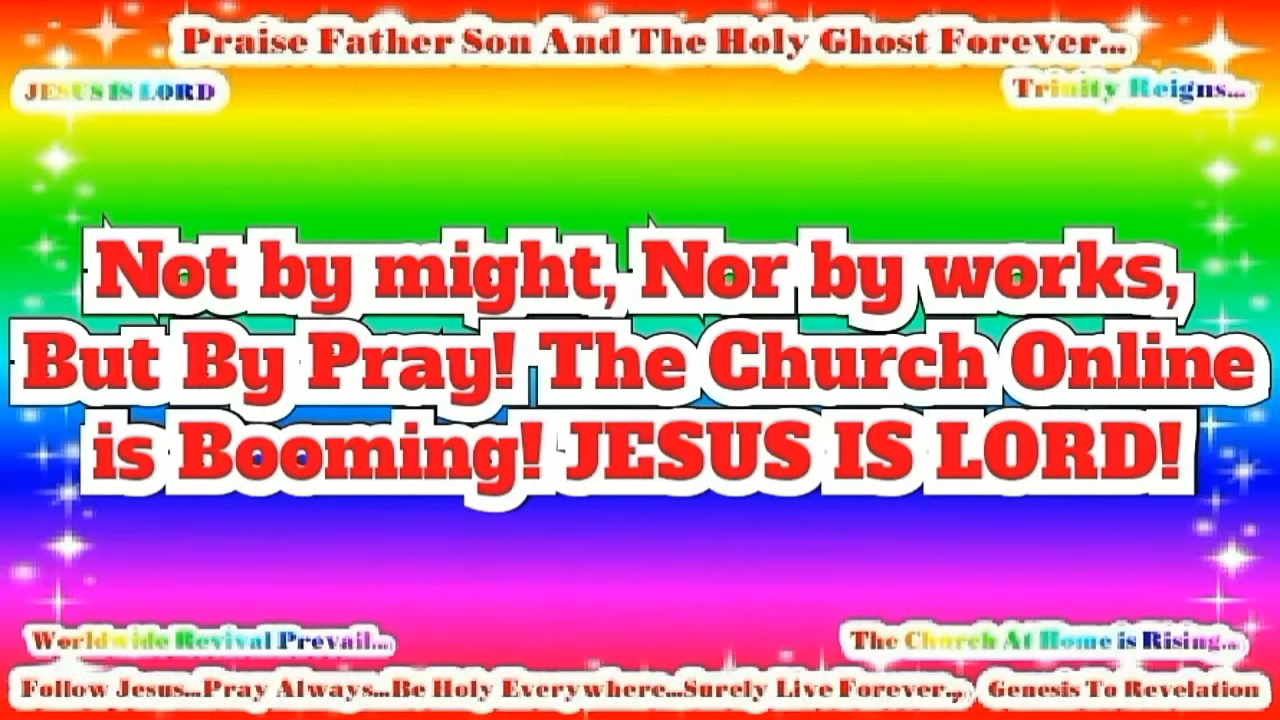 Praise Father Son And The Holy Ghost Forever...
JESUS IS LORD
Trinity Reigns...
Not by might, Nor by works,
But By Pray! The Church Online
is Booming! JESUS IS LORD!
Worldwide Revival Prevail...
The Church At Home is Rising...
Follow Jesus...Pray Always...Be Holy Everywhere...Surely Live Forever..., Genesis To Revelation